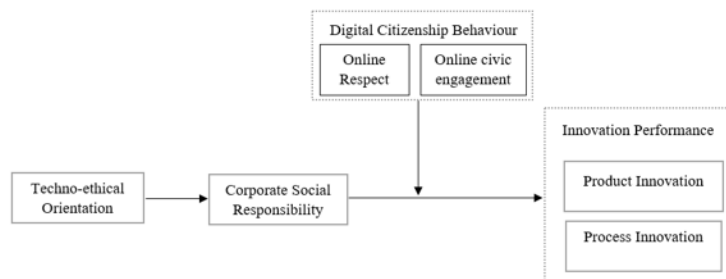 Digital Citizenship Behaviour
Online
Respect
Online civic
engagement
Innovation Performance
Techno-ethical
Orientation
Corporate Social
Responsibility
Product Innovation
Process Innovation